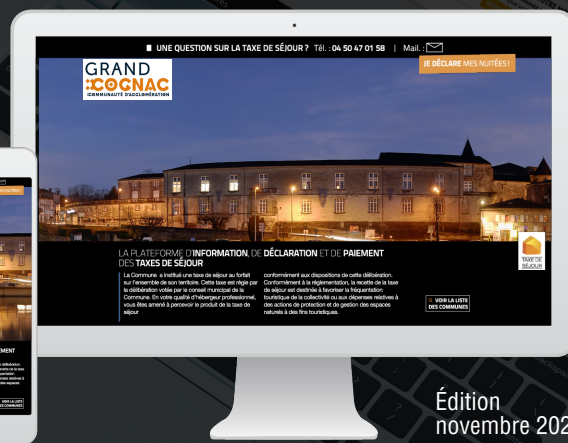 UNE QUESTION SUR LA TAXE DE SÉJOUR ? Tél. : 04 50 47 01 58 | Mail. :
JE DÉCLARE MES NUITÉES !
GRAND
COGNAC
COMMUNAUTÉ D'AGGLOMÉRATION
LA PLATEFORME D'INFORMATION, DE DÉCLARATION ET DE PAIEMENT
DES TAXES DE SÉJOUR
La Commune a institué une taxe de séjour au forfait
sur l'ensemble de son territoire. Cette taxe est régie par
la délibération votée par le conseil municipal de la
Commune. En votre qualité d'hébergeur professionnel,
vous êtes amené à percevoir le produit de la taxe de
séjour
conformément aux dispositions de cette délibération.
Conformément à la réglementation, la recette de la taxe
de séjour est destinée à favoriser la fréquentation
touristique de la collectivité ou aux dépenses relatives à
des actions de protection et de gestion des espaces
naturels à des fins touristiques.
TAXE DE
SÉJOUR
VOIR LA LISTE
DES COMMUNES
Édition
novembre 202